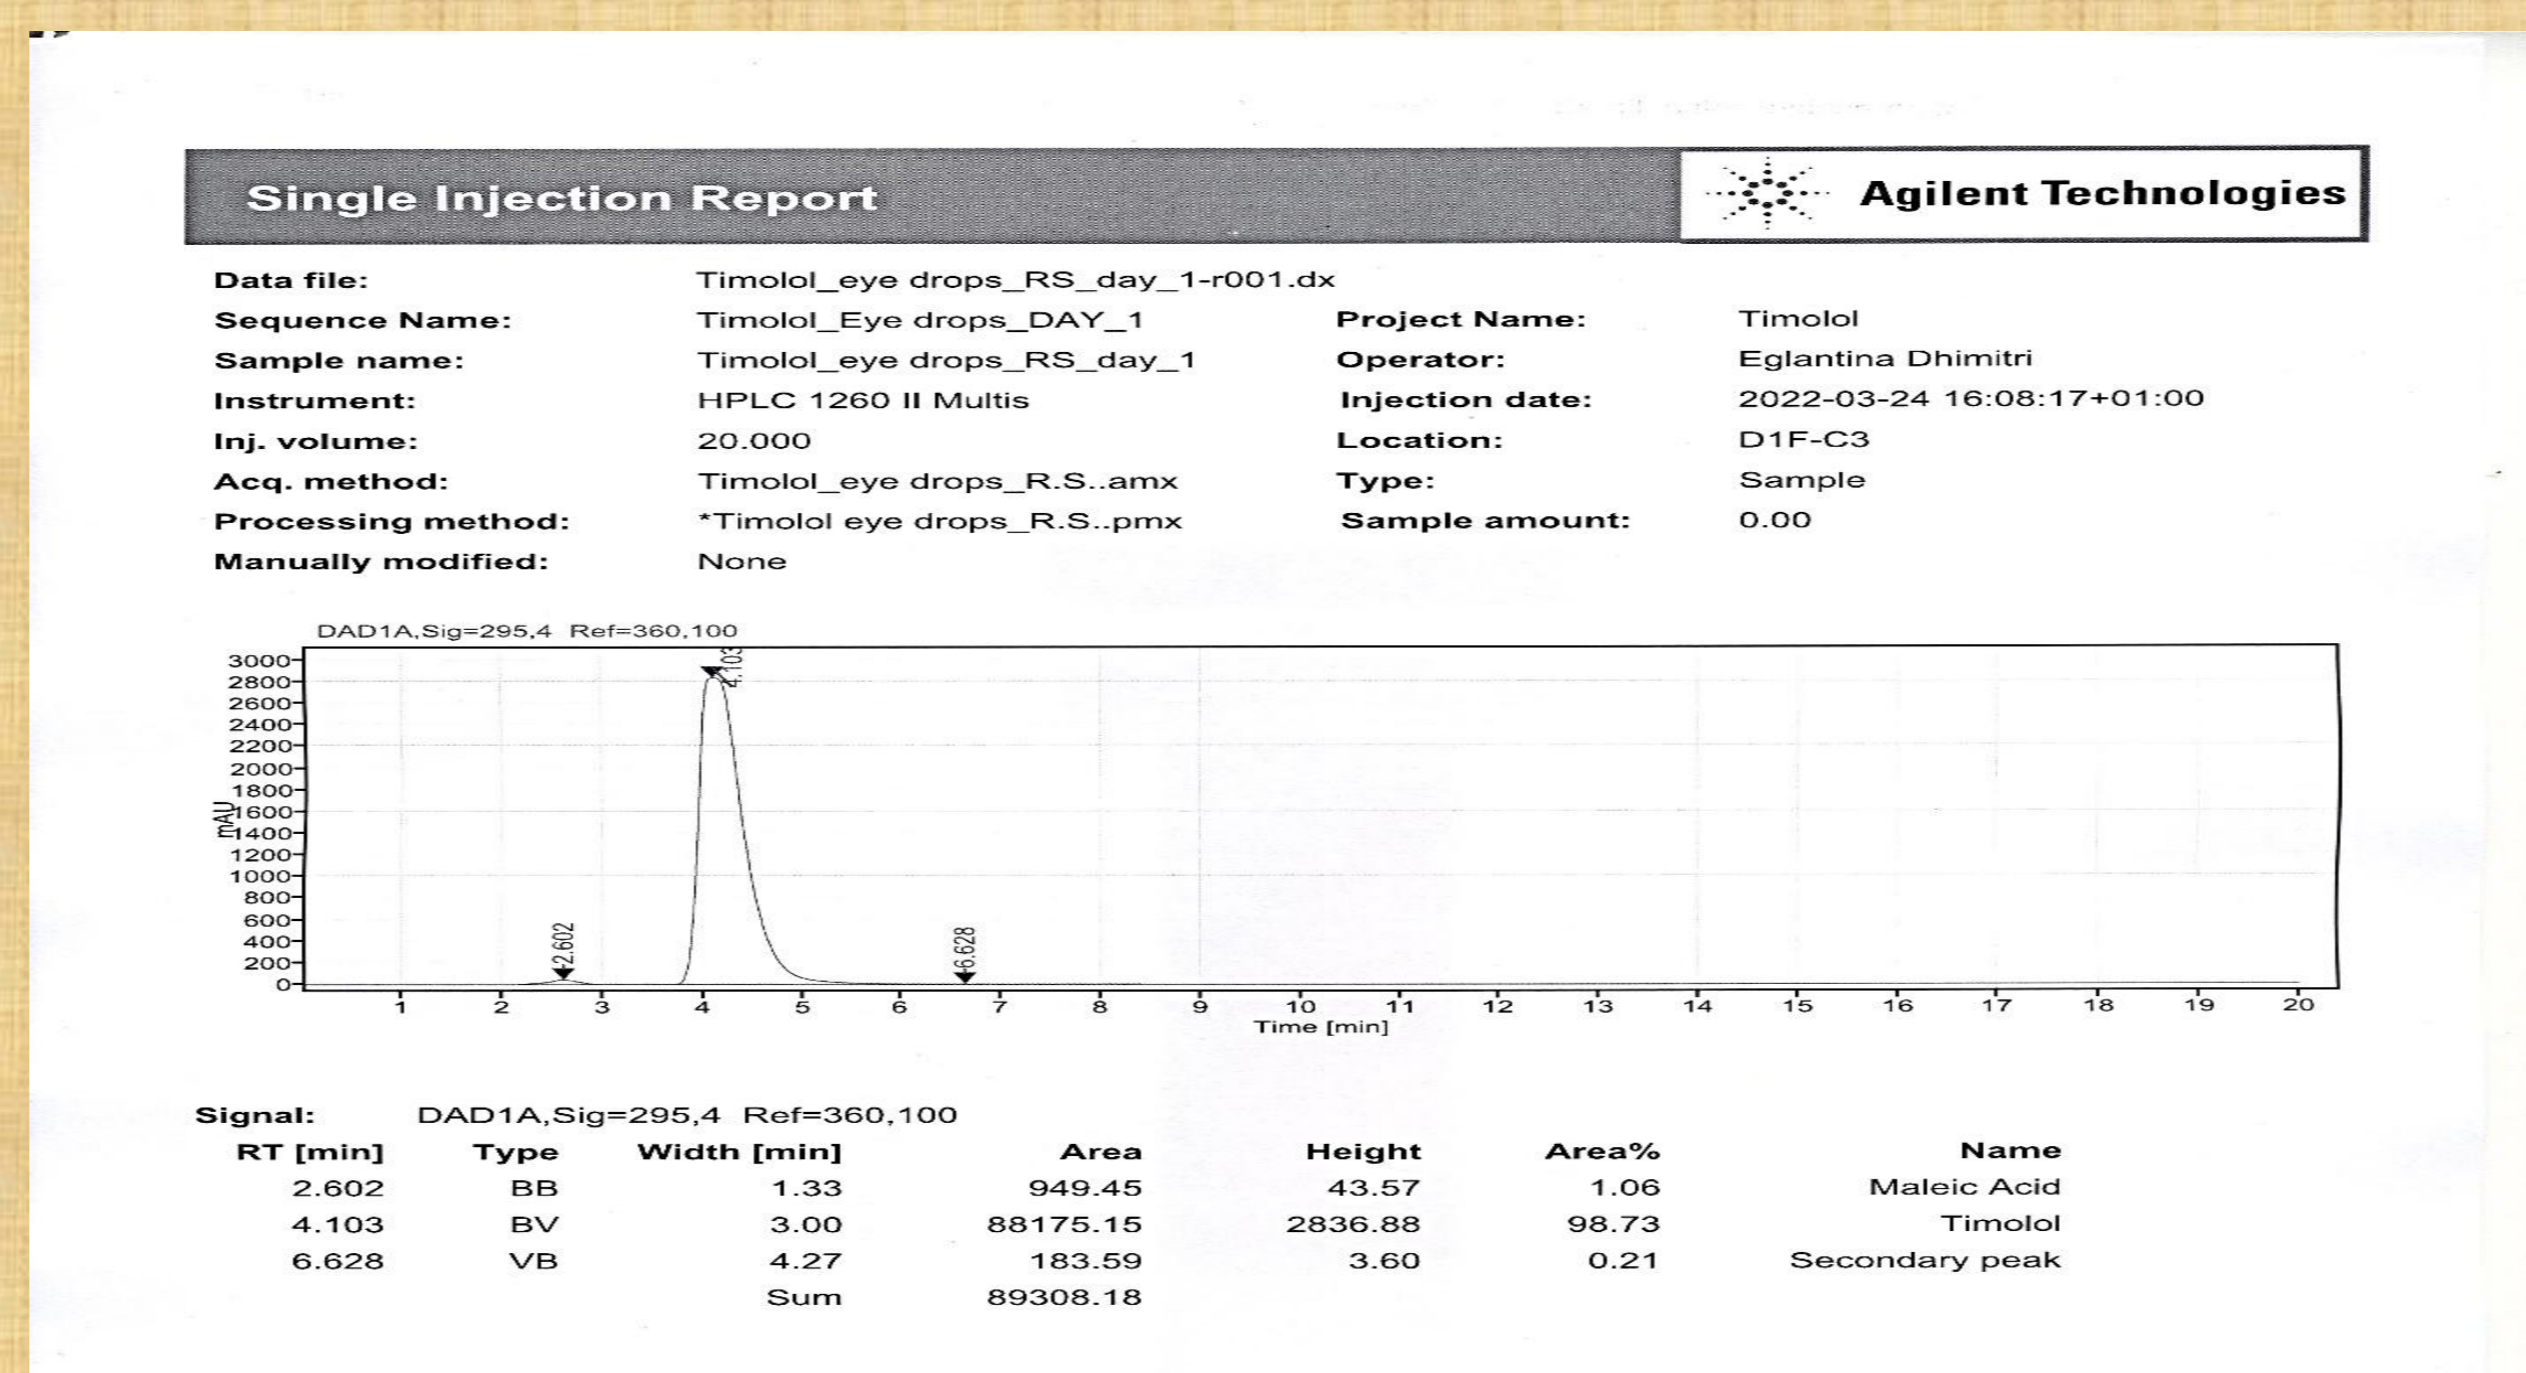 Single Injection Report
Agilent Technologies
Data file: Timolol_eye drops_RS_day_1-r001.dx
Sequence Name: Timolol_Eye drops_DAY_1 Project Name: Timolol
Sample name: Timolol_eye drops_RS_day_1 Operator: Eglantina Dhimitri
Instrument: HPLC 1260 II Multis Injection date: 2022-03-24 16:08:17+01:00
Inj. volume: 20.000 Location: D1F-C3
Acq. method: Timolol_eye drops_R.S..amx Type: Sample
Processing method: *Timolol eye drops_R.S..pmx Sample amount: 0.00
Manually modified: None
DAD1A,Sig=295,4 Ref=360,100
mAU
3000
2800
2600
2400
2200
2000
1800
1600
1400
1200
1000
800
600
400
200
0
2.602
4.103
6.628
1 2 3 4 5 6 7 8 9 10 11 12 13 14 15 16 17 18 19 20
Time [min]
Signal: DAD1A,Sig=295,4 Ref=360,100
RT [min] Type Width [min] Area Height Area% Name
2.602 BB 1.33 949.45 43.57 1.06 Maleic Acid
4.103 BV 3.00 88175.15 2836.88 98.73 Timolol
6.628 VB 4.27 183.59 3.60 0.21 Secondary peak
Sum 89308.18